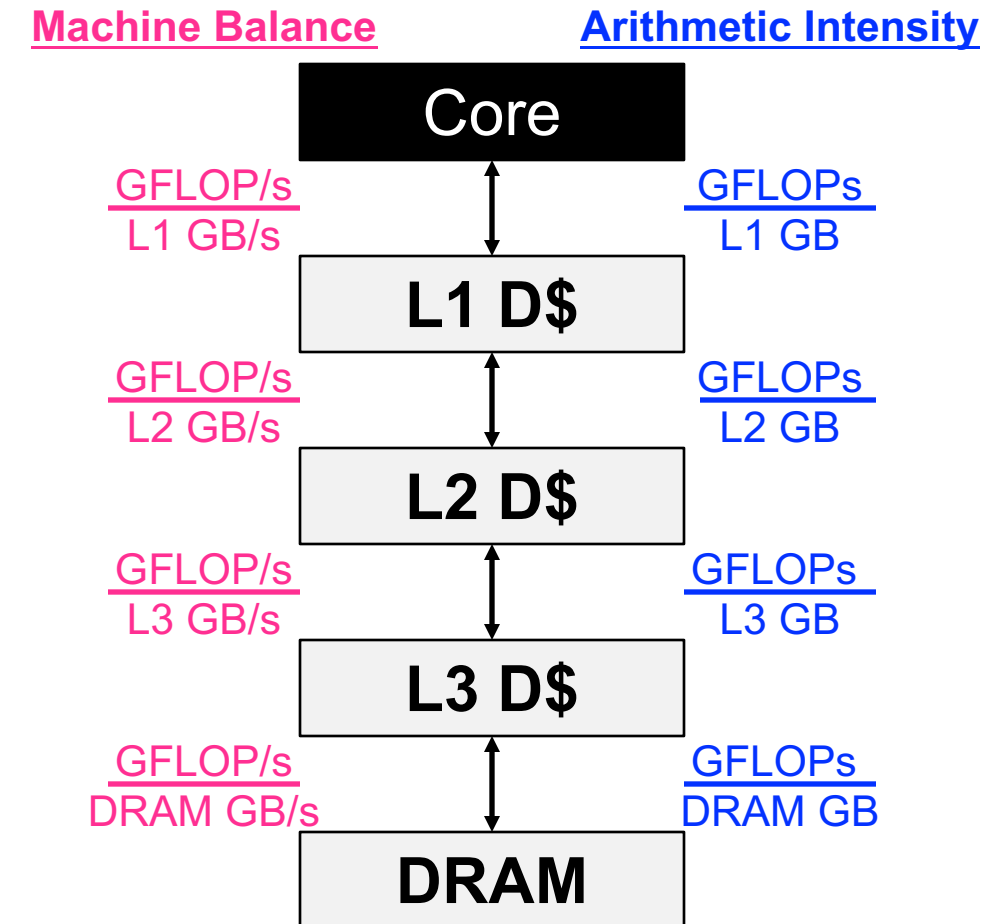 Machine Balance Arithmetic Intensity
Core
GFLOP/s GFLOPs
L1 GB/s L1 GB
L1 D$
GFLOP/s GFLOPs
L2 GB/s L2 GB
L2 D$
GFLOP/s GFLOPs
L3 GB/s L3 GB
L3 D$
GFLOP/s GFLOPs
DRAM GB/s DRAM GB
DRAM